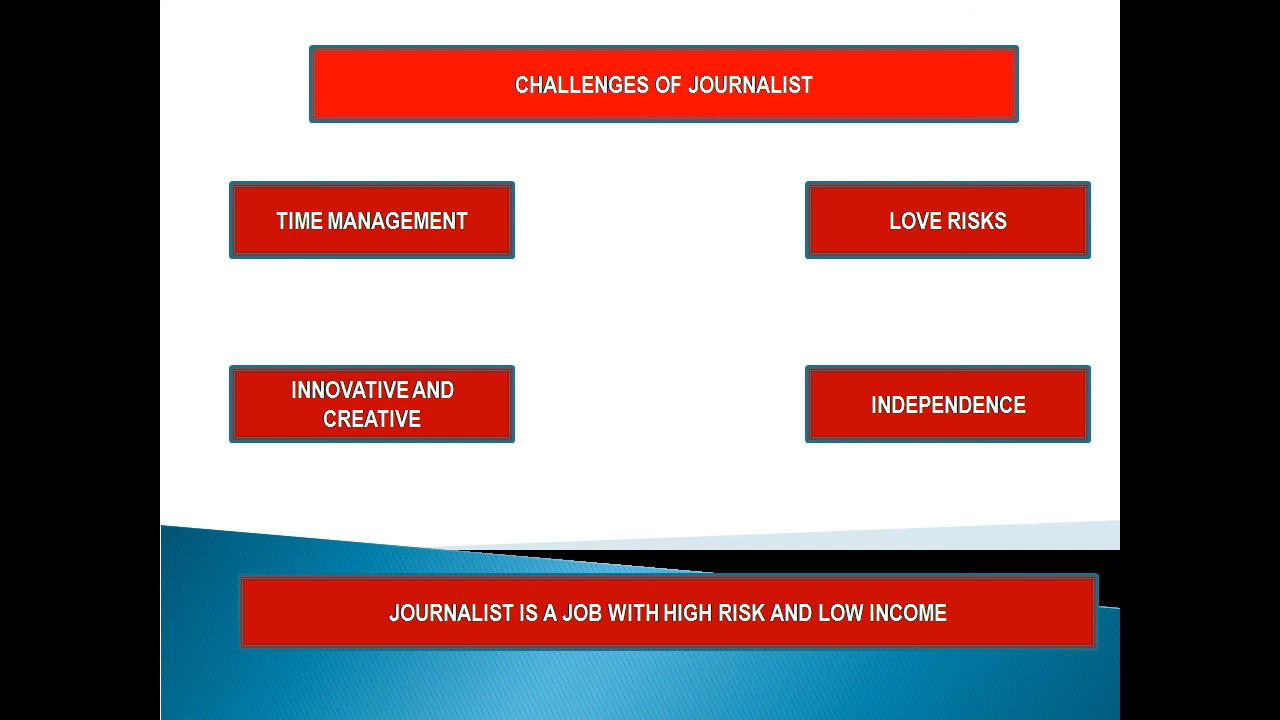 CHALLENGES OF JOURNALIST
TIME MANAGEMENT
LOVE RISKS
INNOVATIVE AND
CREATIVE
INDEPENDENCE
JOURNALIST IS A JOB WITH HIGH RISK AND LOW INCOME